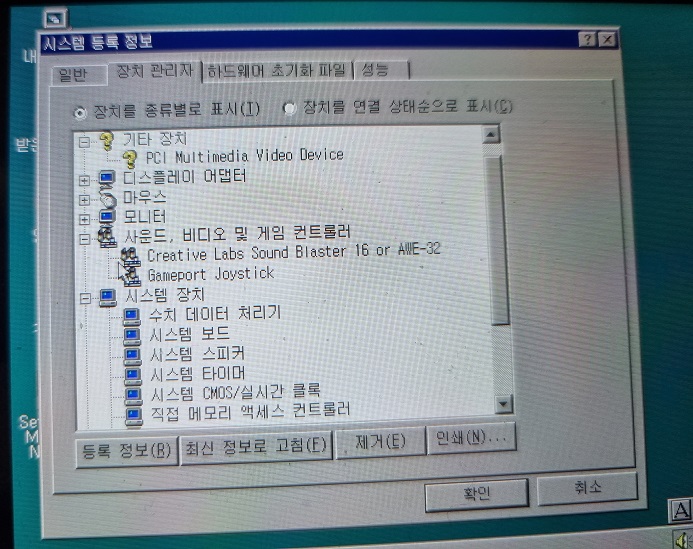 시스템 등록 정보
일반
장치 관리자
하드웨어 초기화 파일
성능
장치를 종류별로 표시(T)
장치를 연결 상태순으로 표시(C)
기타 장치
PCI Multimedia Video Device
디스플레이 어댑터
마우스
모니터
사운드, 비디오 및 게임 컨트롤러
Creative Labs Sound Blaster 16 or AWE-32
Gameport Joystick
시스템 장치
수치 데이터 처리기
시스템 보드
시스템 스피커
시스템 타이머
시스템 CMOS/실시간 클록
직접 메모리 액세스 컨트롤러
등록 정보(R)
최신 정보로 고침(F)
제거(E)
인쇄(N)...
확인
취소
내
받은
Se
M
N
A